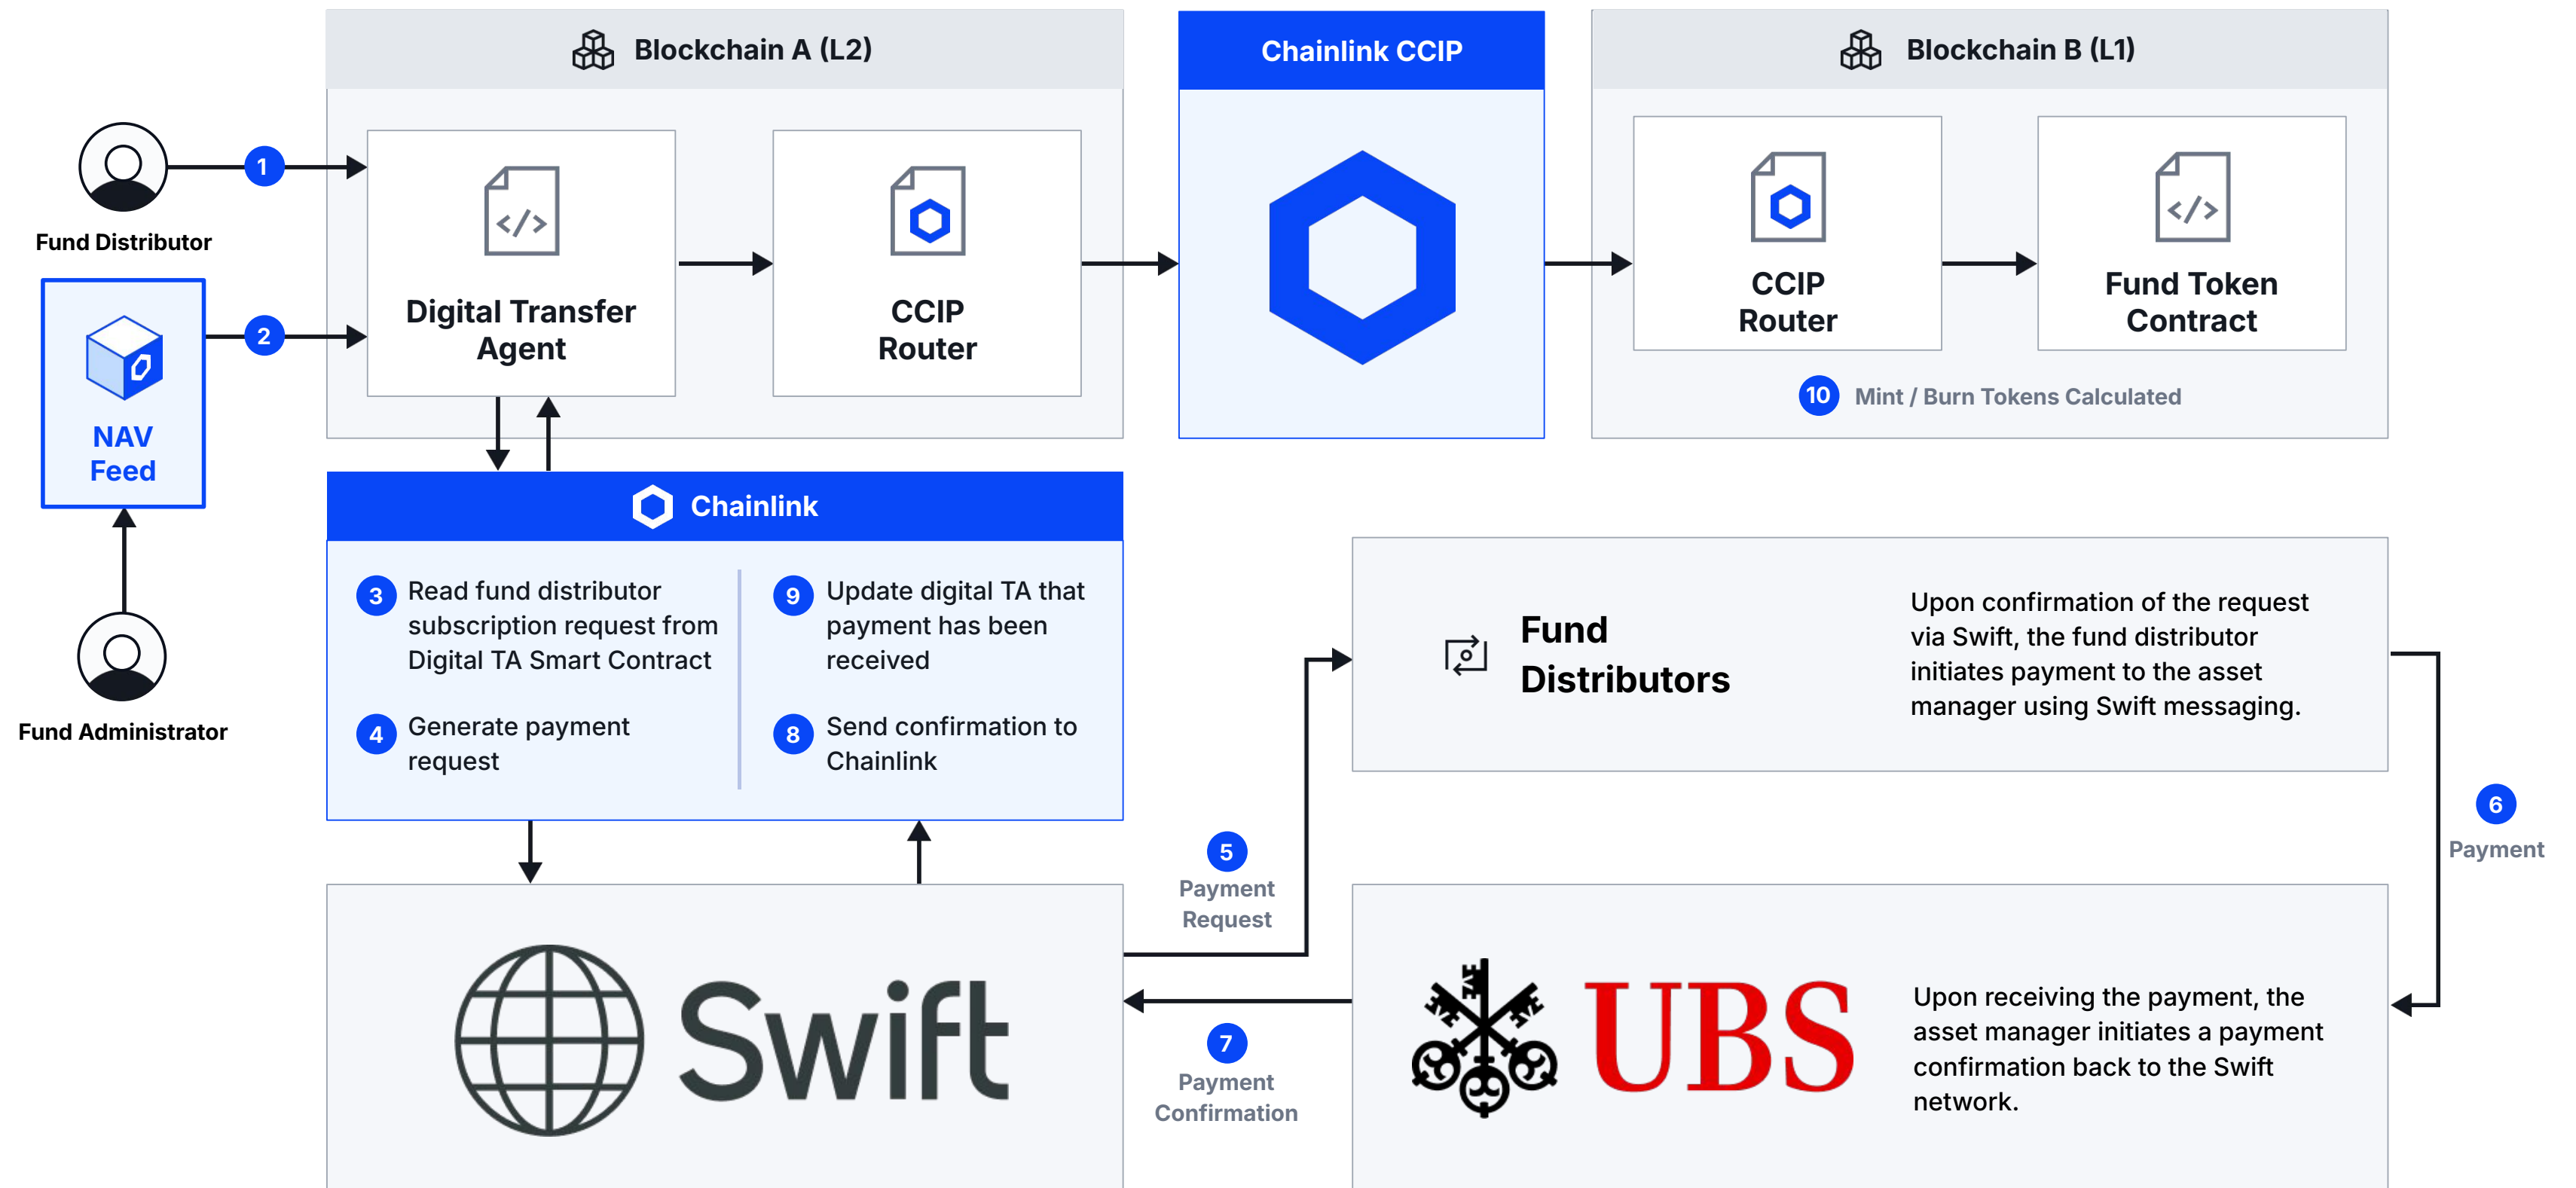 Blockchain A (L2)
Chainlink CCIP
Blockchain B (L1)
1
Fund Distributor
2
NAV
Feed
Fund Administrator
Digital Transfer
Agent
CCIP
Router
CCIP
Router
Fund Token
Contract
10 Mint / Burn Tokens Calculated
Chainlink
3 Read fund distributor
subscription request from
Digital TA Smart Contract
4 Generate payment
request
9 Update digital TA that
payment has been
received
8 Send confirmation to
Chainlink
5
Payment
Request
Fund
Distributors
Upon confirmation of the request
via Swift, the fund distributor
initiates payment to the asset
manager using Swift messaging.
6
Payment
Swift
7
Payment
Confirmation
UBS
Upon receiving the payment, the
asset manager initiates a payment
confirmation back to the Swift
network.